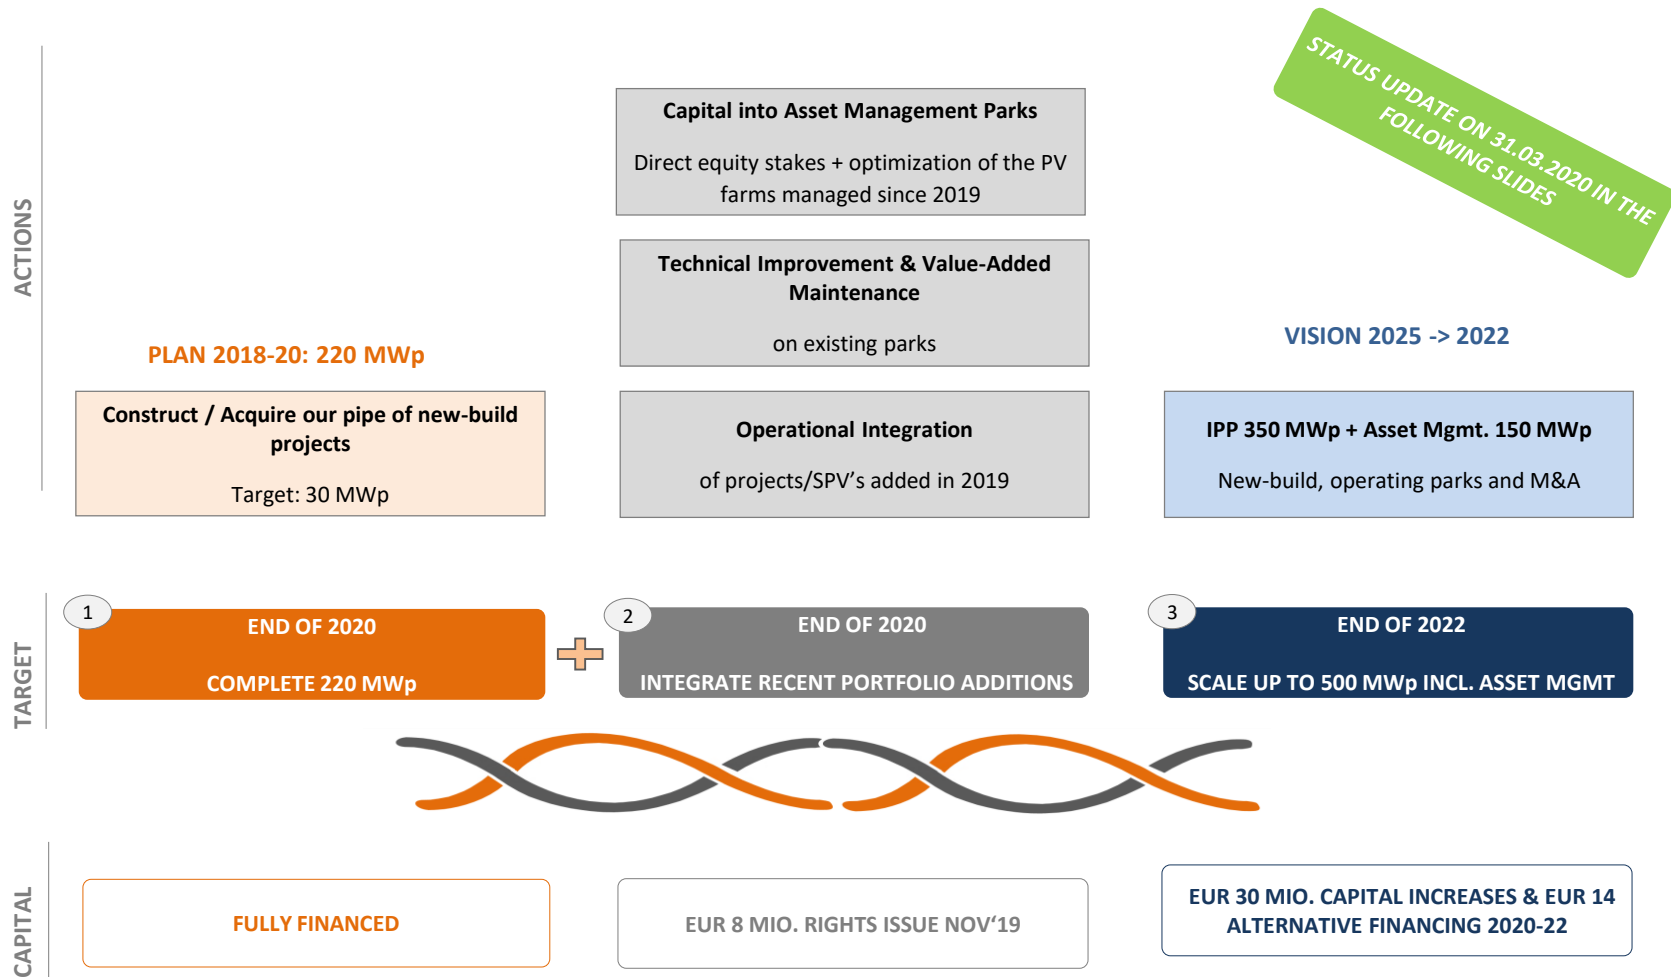 STATUS UPDATE ON 31.03.2020 IN THE
FOLLOWING SLIDES
ACTIONS
PLAN 2018-20: 220 MWp
Construct / Acquire our pipe of new-build
projects
Target: 30 MWp
Capital into Asset Management Parks
Direct equity stakes + optimization of the PV
farms managed since 2019
Technical Improvement & Value-Added
Maintenance
on existing parks
Operational Integration
of projects/SPV's added in 2019
VISION 2025 -> 2022
IPP 350 MWp + Asset Mgmt. 150 MWp
New-build, operating parks and M&A
TARGET
1
END OF 2020
COMPLETE 220 MWp
2
END OF 2020
INTEGRATE RECENT PORTFOLIO ADDITIONS
3
END OF 2022
SCALE UP TO 500 MWp INCL. ASSET MGMT
CAPITAL
FULLY FINANCED
EUR 8 MIO. RIGHTS ISSUE NOV‘19
EUR 30 MIO. CAPITAL INCREASES & EUR 14
ALTERNATIVE FINANCING 2020-22